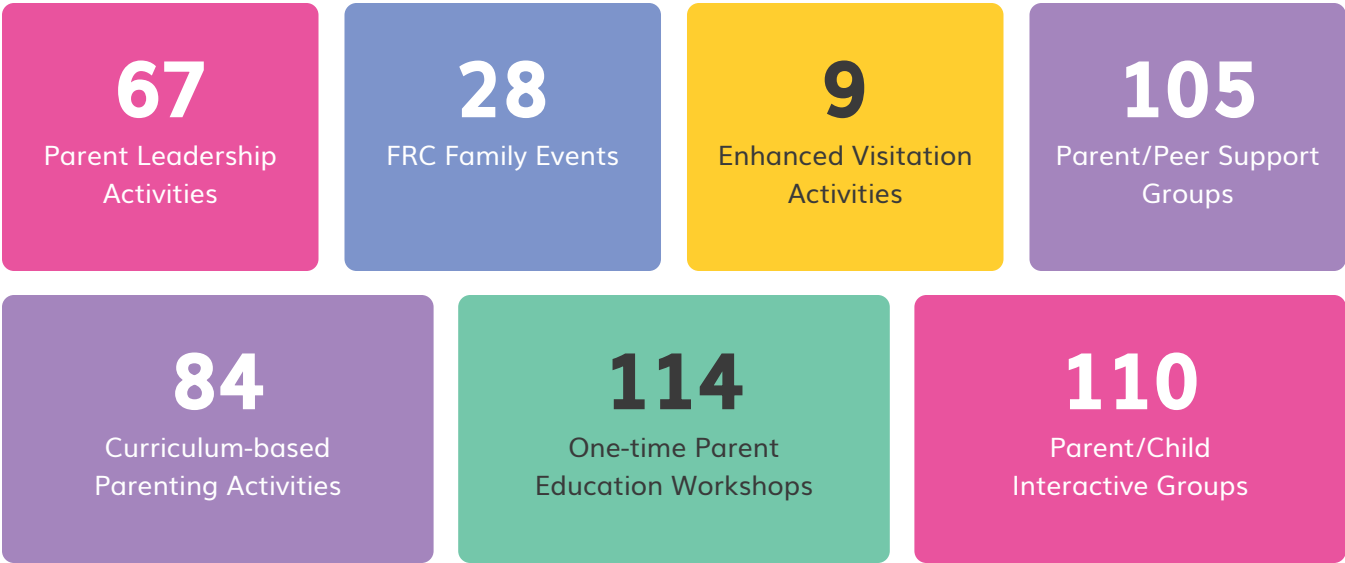 67
Parent Leadership
Activities
28
FRC Family Events
9
Enhanced Visitation
Activities
105
Parent/Peer Support
Groups
84
Curriculum-based
Parenting Activities
114
One-time Parent
Education Workshops
110
Parent/Child
Interactive Groups